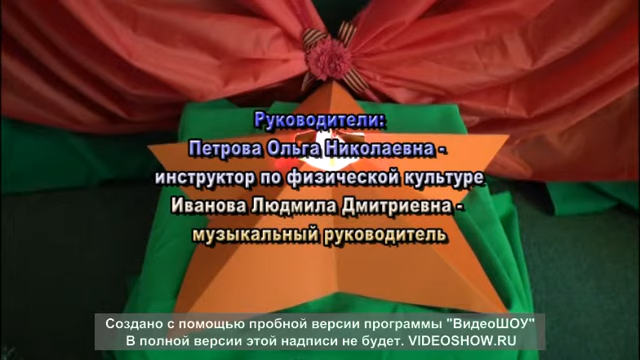 Руководители:
Петрова Ольга Николаевна -
инструктор по физической культуре
Иванова Людмила Дмитриевна -
музыкальный руководитель
Создано с помощью пробной версии программы "ВидеоШОУ"
В полной версии этой надписи не будет. VIDEOSHOW.RU